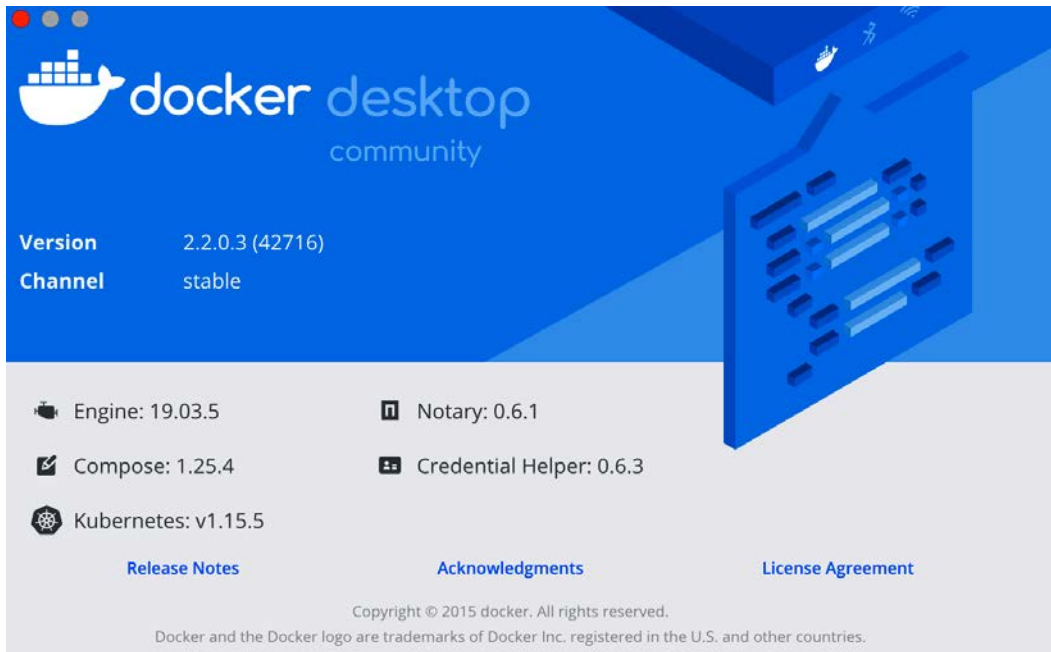 docker desktop
community
Version 2.2.0.3 (42716)
Channel stable
Engine: 19.03.5 Notary: 0.6.1
Compose: 1.25.4 Credential Helper: 0.6.3
Kubernetes: v1.15.5
Release Notes Acknowledgments License Agreement
Copyright © 2015 docker. All rights reserved.
Docker and the Docker logo are trademarks of Docker Inc. registered in the U.S. and other countries.